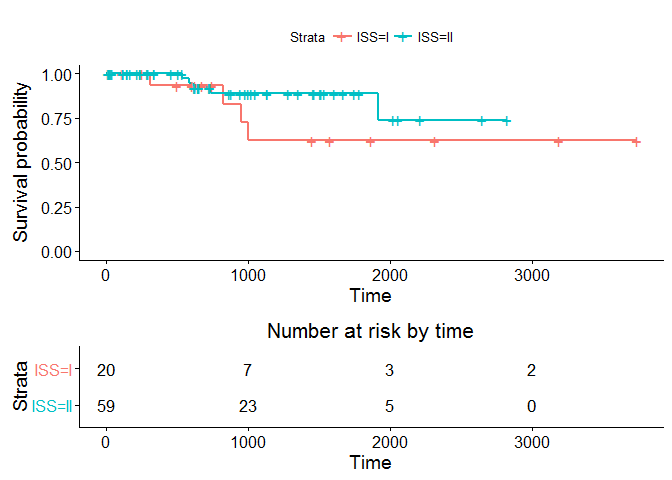 Strata ISS=I ISS=II
Survival probability
1.00
0.75
0.50
0.25
0.00
0 1000 2000 3000
Time
Number at risk by time
Strata
ISS=I 20 7 3 2
ISS=II 59 23 5 0
0 1000 2000 3000
Time